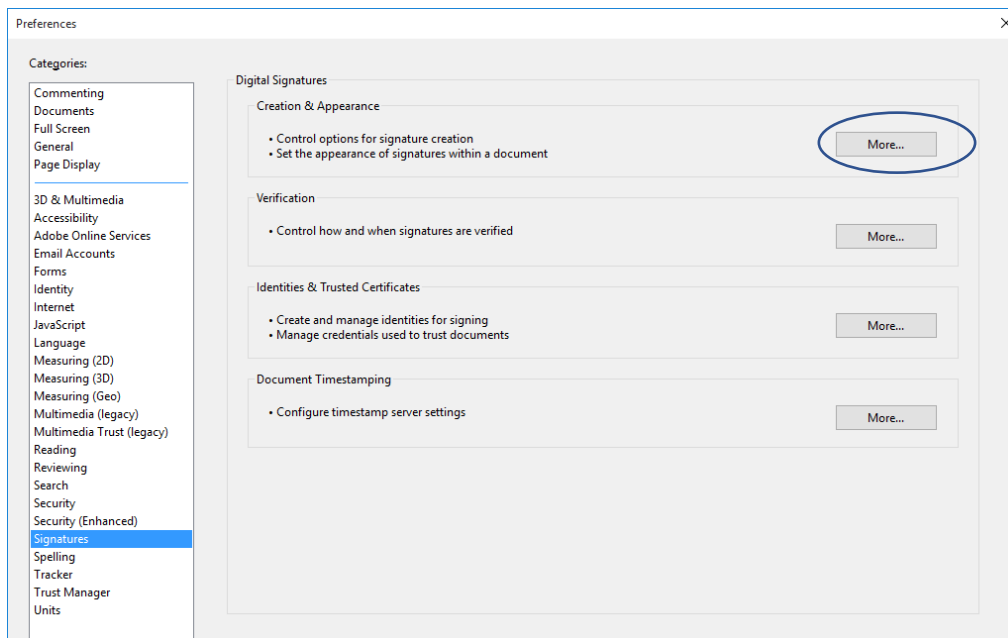 Preferences
Categories:
Commenting
Documents
Full Screen
General
Page Display
3D & Multimedia
Accessibility
Adobe Online Services
Email Accounts
Forms
Identity
Internet
JavaScript
Language
Measuring (2D)
Measuring (3D)
Measuring (Geo)
Multimedia (legacy)
Multimedia Trust (legacy)
Reading
Reviewing
Search
Security
Security (Enhanced)
Signatures
Spelling
Tracker
Trust Manager
Units
Digital Signatures
Creation & Appearance
• Control options for signature creation
• Set the appearance of signatures within a document
More...
Verification
• Control how and when signatures are verified
More...
Identities & Trusted Certificates
• Create and manage identities for signing
• Manage credentials used to trust documents
More...
Document Timestamping
• Configure timestamp server settings
More...